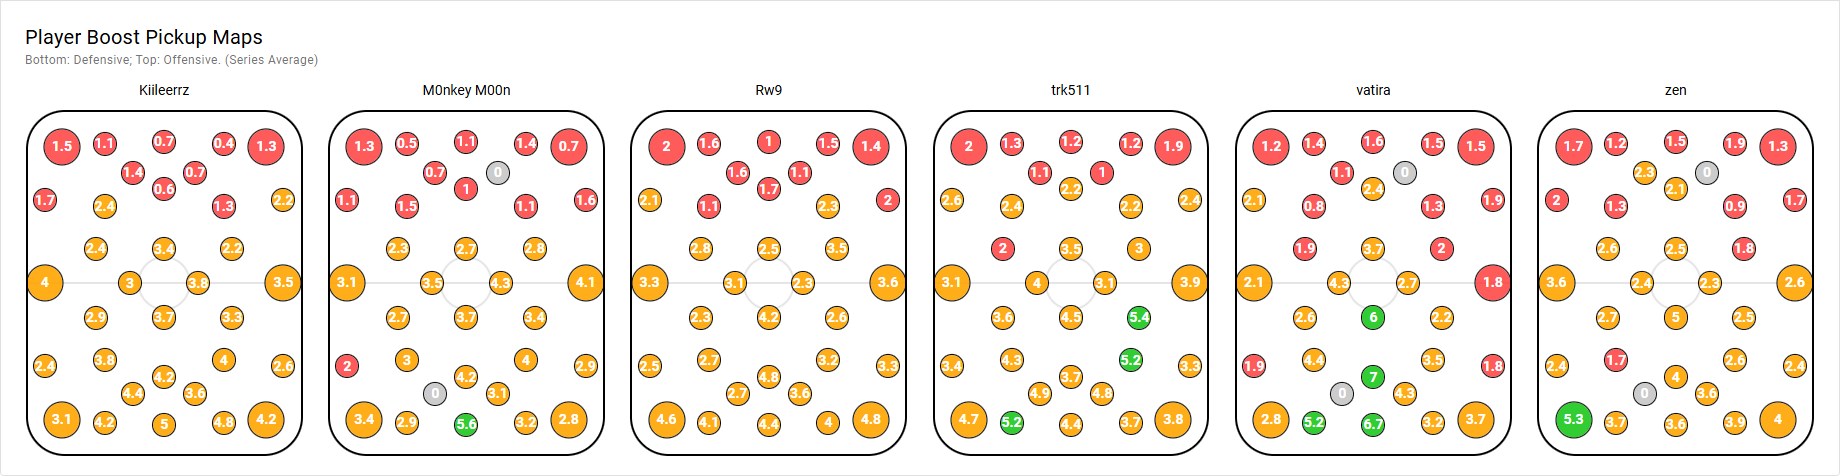 Player Boost Pickup Maps
Bottom: Defensive; Top: Offensive. (Series Average)
Kiileerrz
1.5 1.1 0.7 0.4 1.3
1.4 0.7
0.6
1.7 2.4 1.3 2.2
2.4 3.4 2.2
4 3 3.8 3.5
2.9 3.7 3.3
2.4 3.8 4 2.6
4.2
4.4 3.6
3.1 4.2 5 4.8 4.2
M0nkey M00n
1.3 0.5 1.1 1.4 0.7
0.7 0
1
1.1 1.5 1.1 1.6
2.3 2.7 2.8
3.1 3.5 4.3 4.1
2.7 3.7 3.4
2 3 4 2.9
4.2
0 3.1
3.4 2.9 5.6 3.2 2.8
Rw9
2 1.6 1 1.5 1.4
1.6 1.1
1.7
2.1 1.1 2.3 2
2.8 2.5 3.5
3.3 3.1 2.3 3.6
2.3 4.2 2.6
2.5 2.7 3.2 3.3
4.8
2.7 3.6
4.6 4.1 4.4 4 4.8
trk511
2 1.3 1.2 1.2 1.9
1.1 1
2.2
2.6 2.4 2.2 2.4
2 3.5 3
3.1 4 3.1 3.9
3.6 4.5 5.4
3.4 4.3 5.2 3.3
3.7
4.9 4.8
4.7 5.2 4.4 3.7 3.8
vatira
1.2 1.4 1.6 1.5 1.5
1.1 0
2.4
2.1 0.8 1.3 1.9
1.9 3.7 2
2.1 4.3 2.7 1.8
2.6 6 2.2
1.9 4.4 3.5 1.8
7
0 4.3
2.8 5.2 6.7 3.2 3.7
zen
1.7 1.2 1.5 1.9 1.3
2.3 0
2.1
2 1.3 0.9 1.7
2.6 2.5 1.8
3.6 2.4 2.3 2.6
2.7 5 2.5
2.4 1.7 2.6 2.4
4
0 3.6
5.3 3.7 3.6 3.9 4